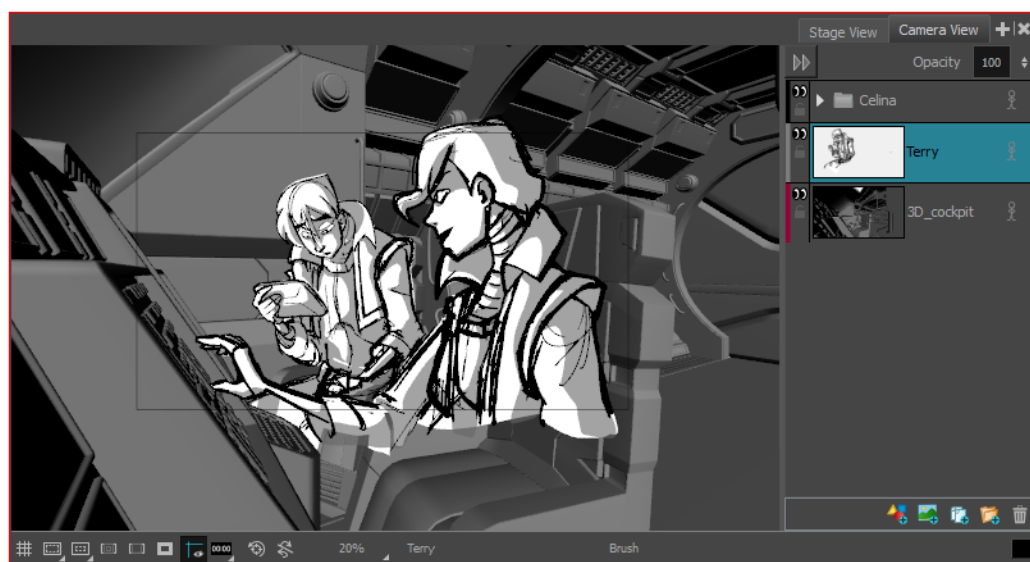 Stage View Camera View
Opacity 100
Celina
Terry
3D_cockpit
00:00 20% Terry Brush